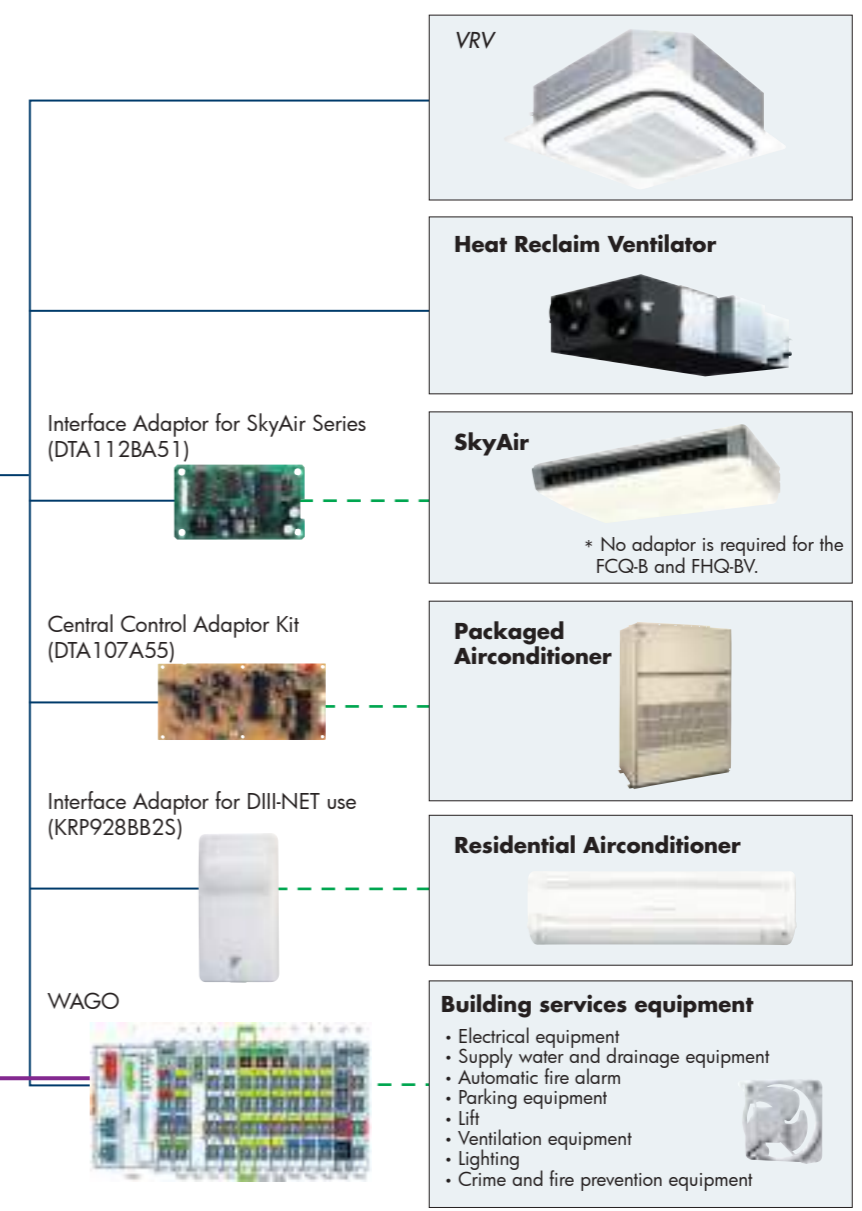 VRV
Heat Reclaim Ventilator
Interface Adaptor for SkyAir Series
(DTA112BA51)
SkyAir
* No adaptor is required for the
FCQ-B and FHQ-BV.
Central Control Adaptor Kit
(DTA107A55)
Packaged
Airconditioner
Interface Adaptor for DIII-NET use
(KRP928BB2S)
Residential Airconditioner
WAGO
Building services equipment
• Electrical equipment
• Supply water and drainage equipment
• Automatic fire alarm
• Parking equipment
• Lift
• Ventilation equipment
• Lighting
• Crime and fire prevention equipment